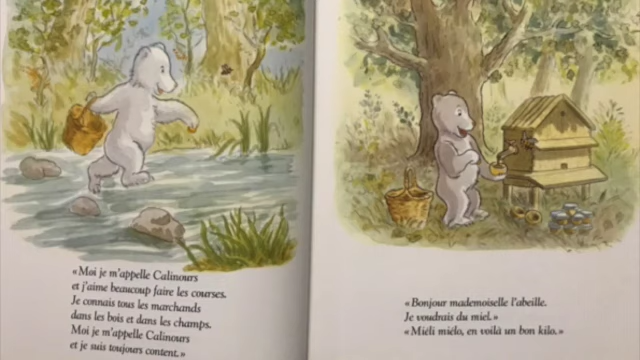 «Moi je m'appelle Calinours
et j'aime beaucoup faire les courses.
Je connais tous les marchands
dans les bois et dans les champs.
Moi je m'appelle Calinours
et je suis toujours content.»
«Bonjour mademoiselle l'abeille.
Je voudrais du miel.»
«Miéli miélo, en voilà un bon kilo.»